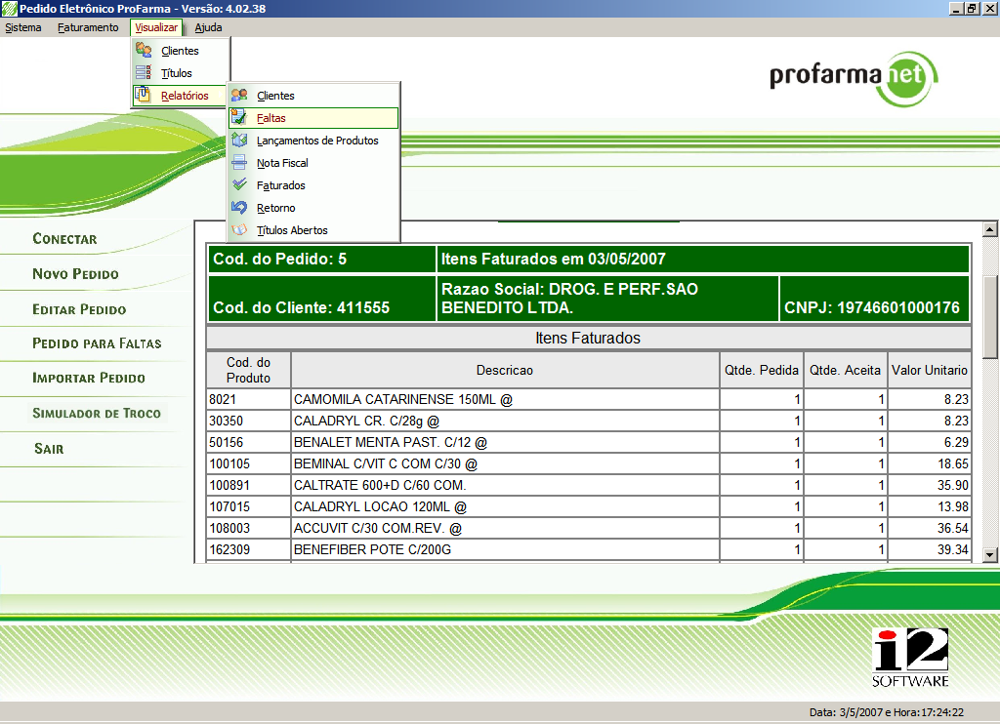 Pedido Eletrônico ProFarma - Versão: 4.02.38
Sistema Faturamento Visualizar Ajuda
Clientes
Títulos
Relatórios
Clientes
Faltas
Lançamentos de Produtos
Nota Fiscal
Faturados
Retorno
Títulos Abertos
profarma net
CONECTAR
NOVO PEDIDO
EDITAR PEDIDO
PEDIDO PARA FALTAS
IMPORTAR PEDIDO
SIMULADOR DE TROCO
SAIR
Cod. do Pedido: 5 Itens Faturados em 03/05/2007
Cod. do Cliente: 411555 Razao Social: DROG. E PERF.SAO
BENEDITO LTDA. CNPJ: 19746601000176
Itens Faturados
Cod. do
Produto Descricao Qtde. Pedida Qtde. Aceita Valor Unitario
8021 CAMOMILA CATARINENSE 150ML @ 1 1 8.23
30350 CALADRYL CR. C/28g @ 1 1 8.23
50156 BENALET MENTA PAST. C/12 @ 1 1 6.29
100105 BEMINAL C/VIT C COM C/30 @ 1 1 18.65
100891 CALTRATE 600+D C/60 COM. 1 1 35.90
107015 CALADRYL LOCAO 120ML @ 1 1 13.98
108003 ACCUVIT C/30 COM.REV. @ 1 1 36.54
162309 BENEFIBER POTE C/200G 1 1 39.34
i2
SOFTWARE
Data: 3/5/2007 e Hora:17:24:22